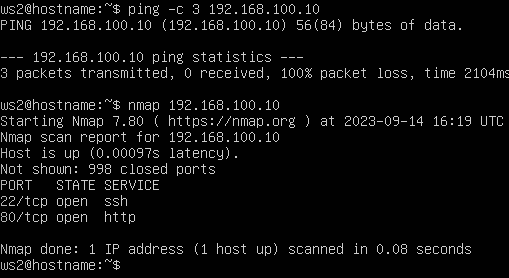 ws2@hostname:~$ ping -c 3 192.168.100.10
PING 192.168.100.10 (192.168.100.10) 56(84) bytes of data.
--- 192.168.100.10 ping statistics ---
3 packets transmitted, 0 received, 100% packet loss, time 2104ms
ws2@hostname:~$ nmap 192.168.100.10
Starting Nmap 7.80 ( https://nmap.org ) at 2023-09-14 16:19 UTC
Nmap scan report for 192.168.100.10
Host is up (0.00097s latency).
Not shown: 998 closed ports
PORT   STATE SERVICE
22/tcp open  ssh
80/tcp open  http
Nmap done: 1 IP address (1 host up) scanned in 0.08 seconds
ws2@hostname:~$